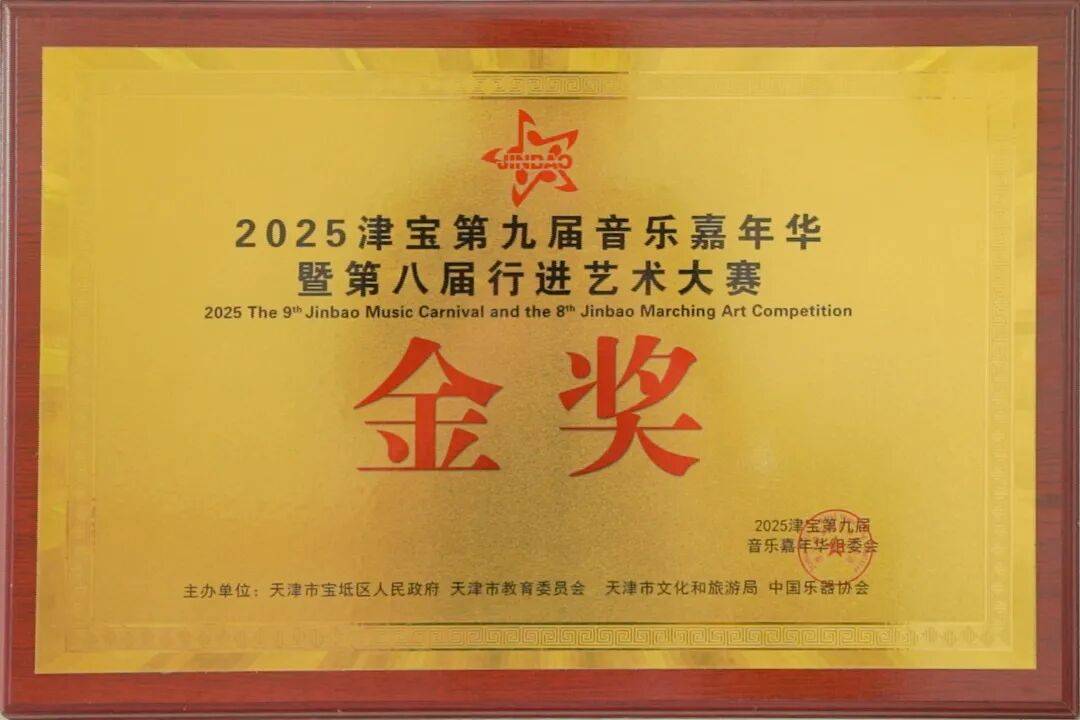 JINBAO
2025津宝第九届音乐嘉年华
暨第八届行进艺术大赛
2025 The 9th Jinbao Music Carnival and the 8th Jinbao Marching Art Competition
金奖
2025津宝第九届
音乐嘉年华组委会
主办单位：天津市宝坻区人民政府 天津市教育委员会 天津市文化和旅游局 中国乐器协会